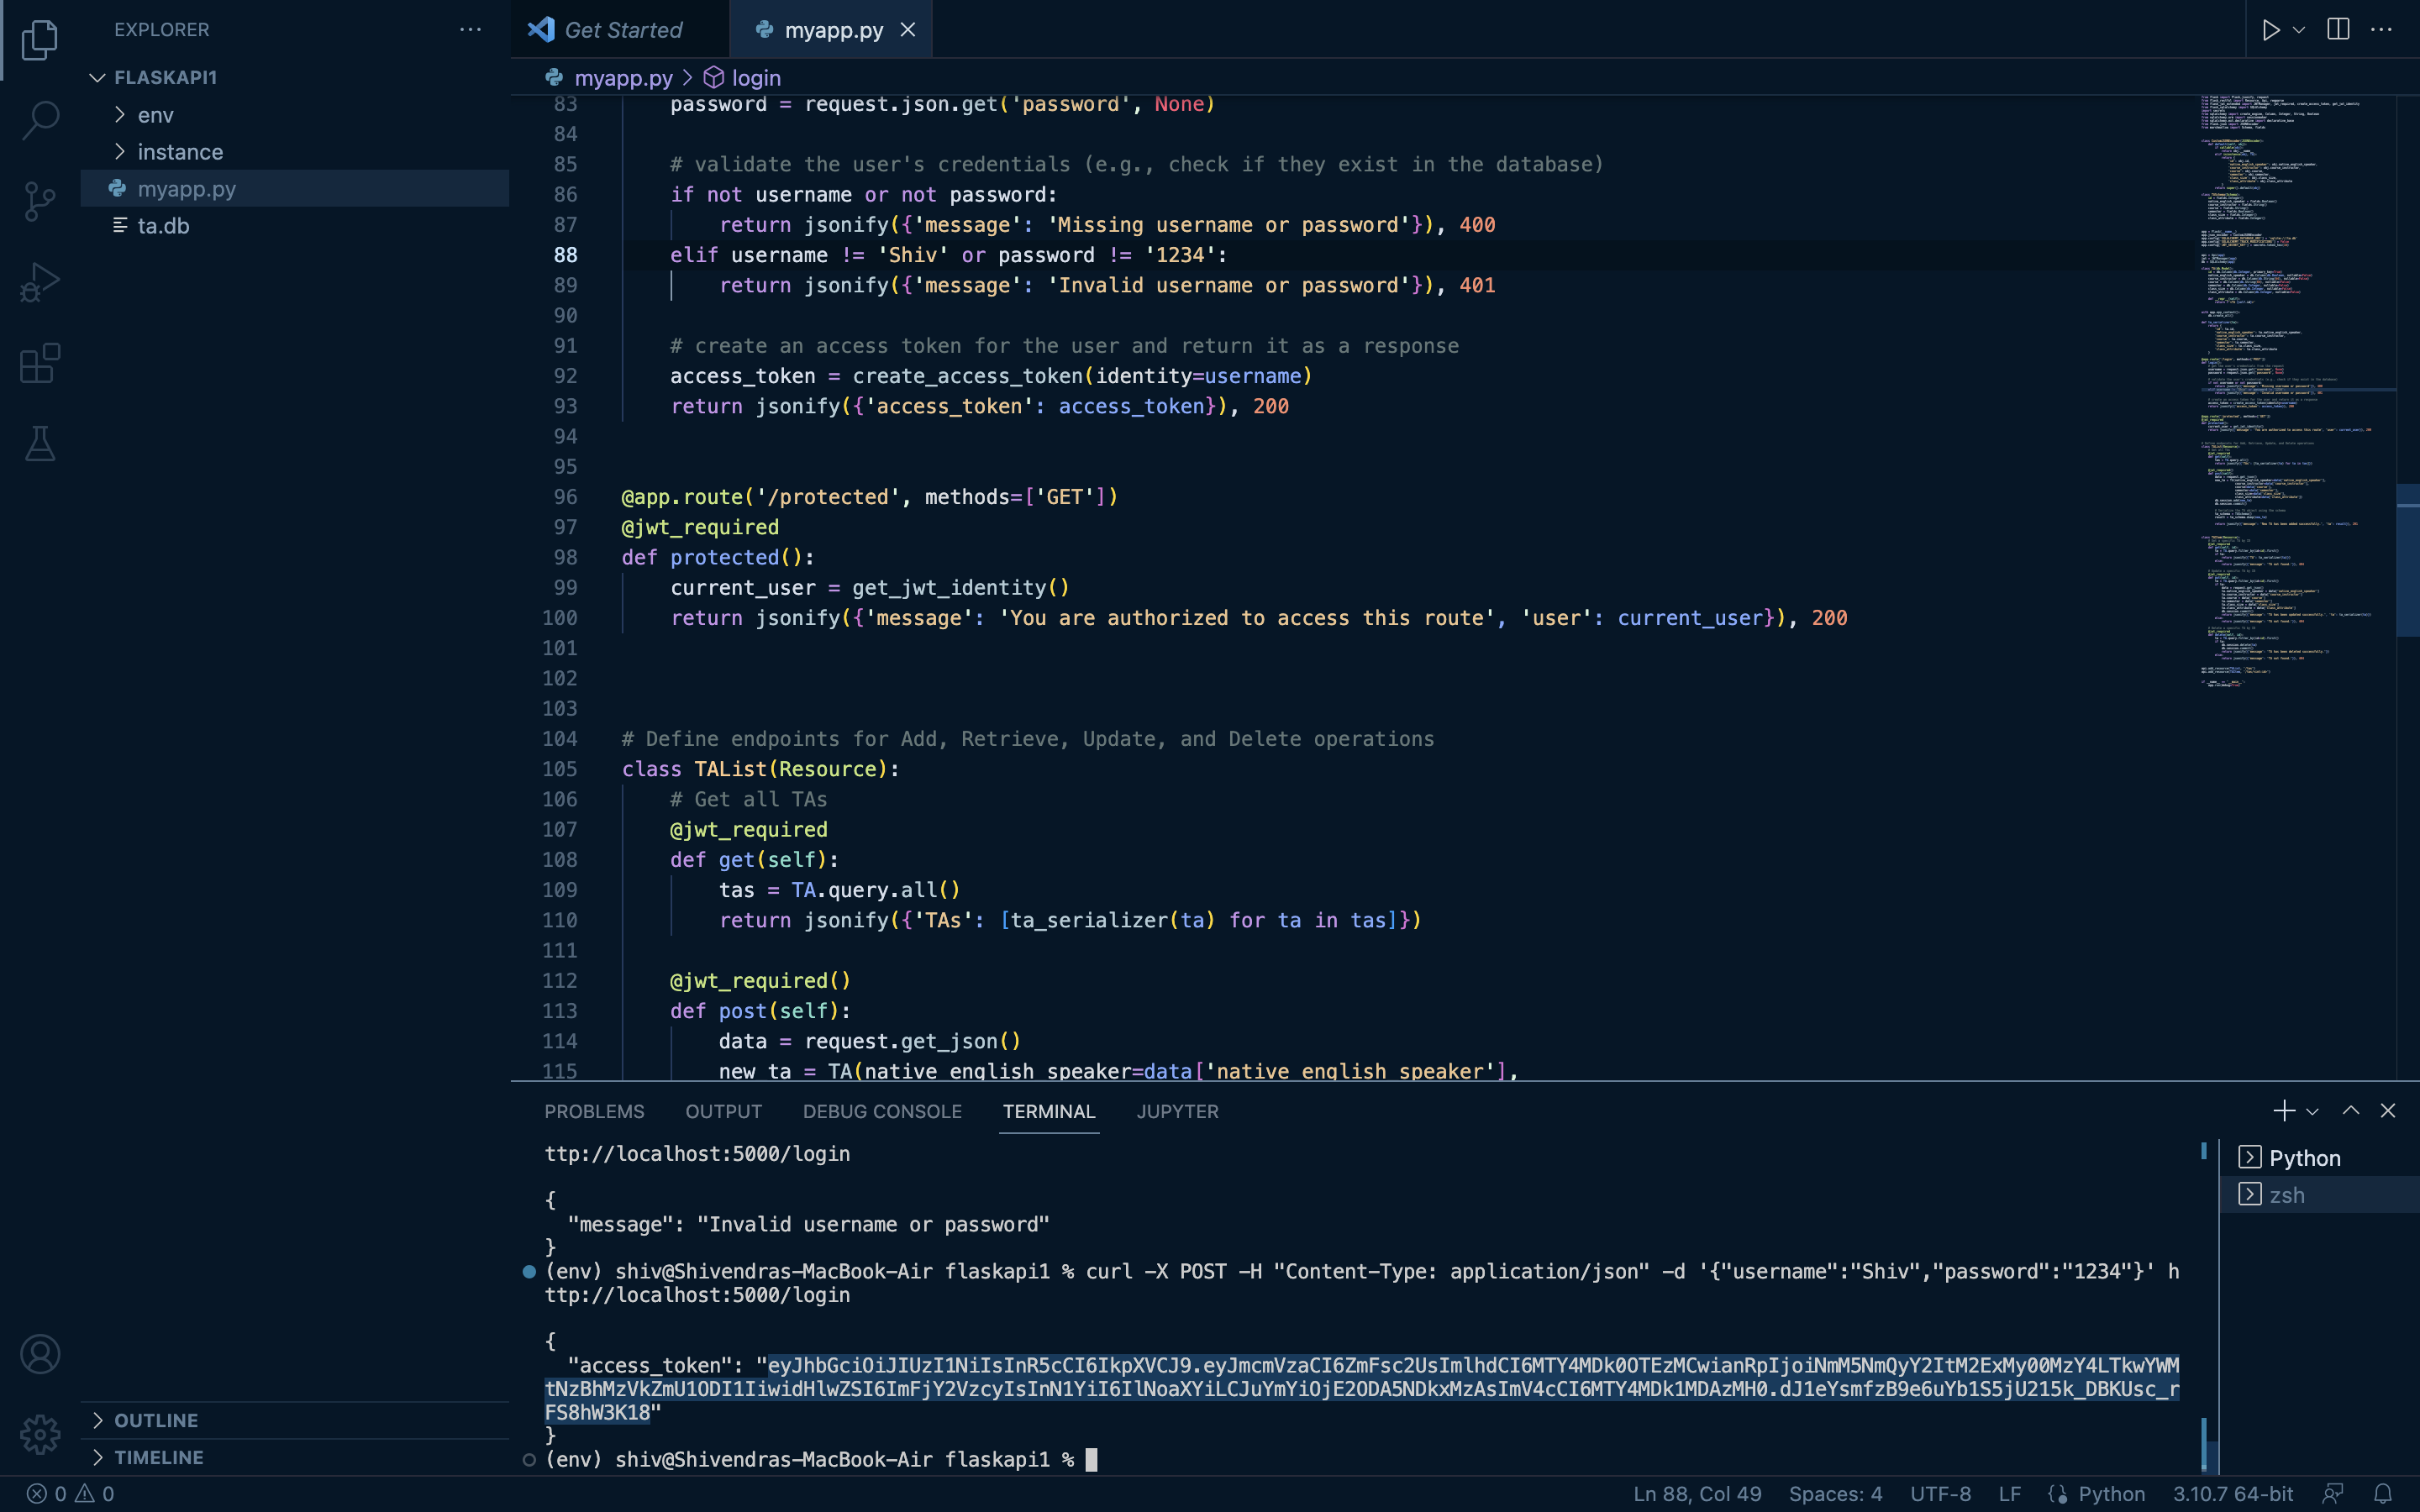 EXPLORER
FLASKAPI1
env
instance
myapp.py
ta.db
OUTLINE
TIMELINE
Get Started
myapp.py
myapp.py > login
83 password = request.json.get('password', None)
84
85 # validate the user's credentials (e.g., check if they exist in the database)
86 if not username or not password:
87 return jsonify({'message': 'Missing username or password'}), 400
88 elif username != 'Shiv' or password != '1234':
89 return jsonify({'message': 'Invalid username or password'}), 401
90
91 # create an access token for the user and return it as a response
92 access_token = create_access_token(identity=username)
93 return jsonify({'access_token': access_token}), 200
94
95
96 @app.route('/protected', methods=['GET'])
97 @jwt_required
98 def protected():
99 current_user = get_jwt_identity()
100 return jsonify({'message': 'You are authorized to access this route', 'user': current_user}), 200
101
102
103
104 # Define endpoints for Add, Retrieve, Update, and Delete operations
105 class TAList(Resource):
106 # Get all TAs
107 @jwt_required
108 def get(self):
109 tas = TA.query.all()
110 return jsonify({'TAs': [ta_serializer(ta) for ta in tas]})
111
112 @jwt_required()
113 def post(self):
114 data = request.get_json()
115 new_ta = TA(native_english_speaker=data['native_english_speaker'],
PROBLEMS OUTPUT DEBUG CONSOLE TERMINAL JUPYTER
ttp://localhost:5000/login
{
"message": "Invalid username or password"
}
(env) shiv@Shivendras-MacBook-Air flaskapi1 % curl -X POST -H "Content-Type: application/json" -d '{"username":"Shiv","password":"1234"}' h
ttp://localhost:5000/login
{
"access_token": "eyJhbGciOiJIUzI1NiIsInR5cCI6IkpXVCJ9.eyJmcmVzaCI6ZmFsc2UsImlhdCI6MTY4MDk0OTEzMCwianRpIjoiNmM5NmQyY2ItM2ExMy00MzY4LTkwYWM
tNzBhMzVkZmU1ODI1IiwidHlwZSI6ImFjY2VzcyIsInN1YiI6IlNoaXYiLCJuYmYiOjE2ODA5NDkxMzAsImV4cCI6MTY4MDk1MDAzMH0.dJ1eYsmfzB9e6uYb1S5jU215k_DBKUsc_r
FS8hW3K18"
}
(env) shiv@Shivendras-MacBook-Air flaskapi1 %
Python
zsh
0 0
Ln 88, Col 49 Spaces: 4 UTF-8 LF Python 3.10.7 64-bit